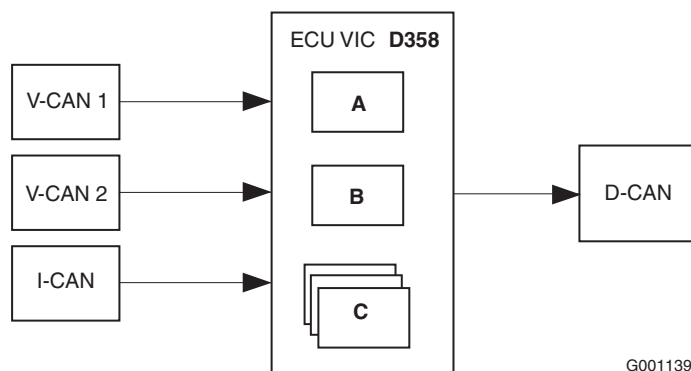 ECU VIC D358
V-CAN 1
A
V-CAN 2
B
D-CAN
I-CAN
C
G001139